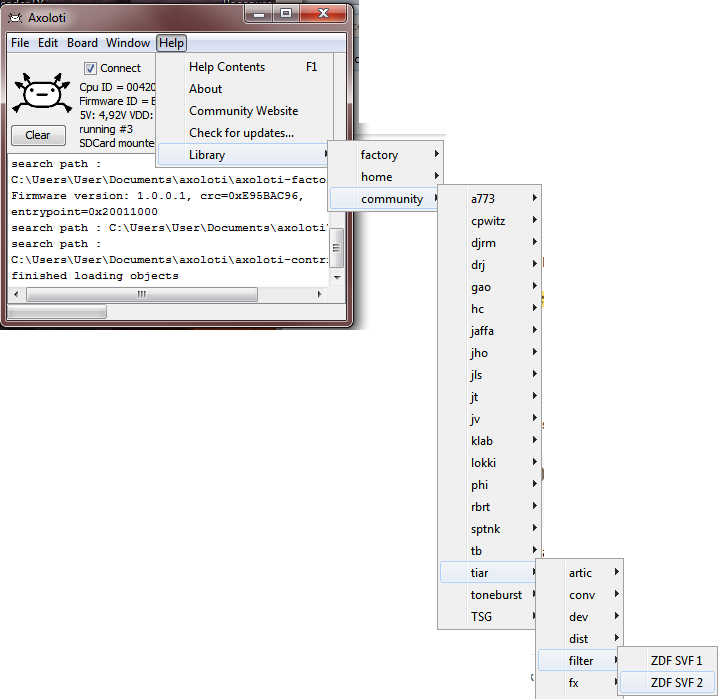 Axoloti
File Edit Board Window Help
Connect
Cpu ID = 00420
Firmware ID = E
5V: 4,92V VDD:
running #3
SDCard mounte
Clear
search path :
C:\Users\User\Documents\axoloti\axoloti-facto
Firmware version: 1.0.0.1, crc=0xE95BAC96,
entrypoint=0x20011000
search path : C:\Users\User\Documents\axoloti\
search path :
C:\Users\User\Documents\axoloti\axoloti-contri
finished loading objects
Help Contents F1
About
Community Website
Check for updates...
Library
factory
home
community
a773
cpwitz
djrm
drj
gao
hc
jaffa
jho
jls
jt
jv
klab
lokki
phi
rbrt
sptnk
tb
tiar
toneburst
TSG
artic
conv
dev
dist
filter
fx
ZDF SVF 1
ZDF SVF 2